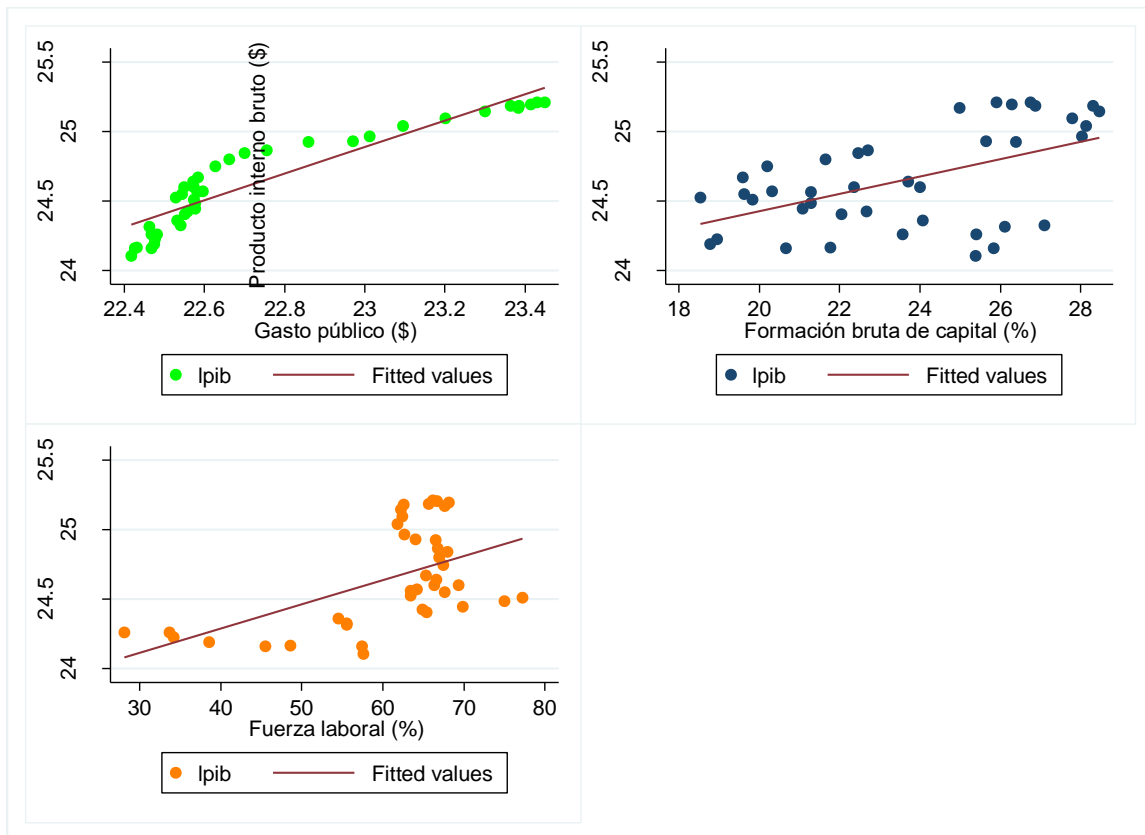 25.5
25
24.5
24
Producto interno bruto ($)
22.4 22.6 22.8 23 23.2 23.4
Gasto público ($)
lpib Fitted values
25.5
25
24.5
24
18 20 22 24 26 28
Formación bruta de capital (%)
lpib Fitted values
25.5
25
24.5
24
30 40 50 60 70 80
Fuerza laboral (%)
lpib Fitted values